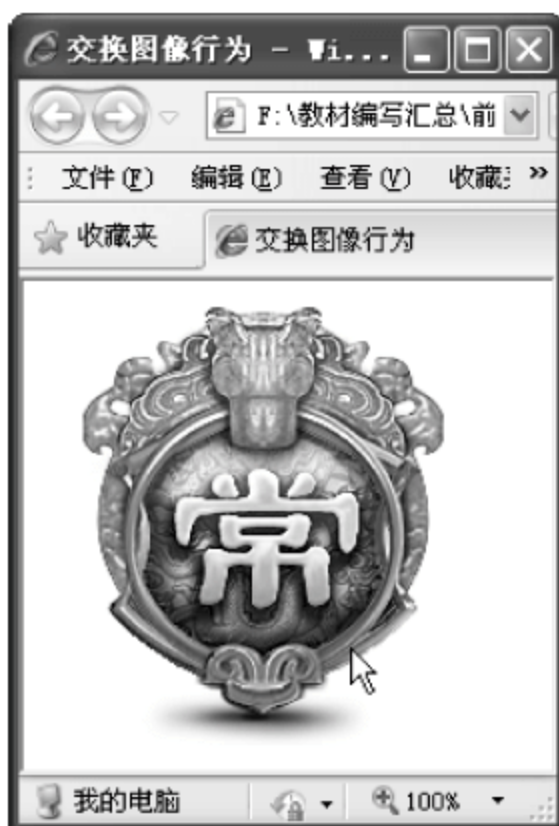 交换图像行为 - Wi...
F:\教材编写汇总\前
文件(F) 编辑(E) 查看(V) 收藏 »
收藏夹 交换图像行为
常
我的电脑 100%